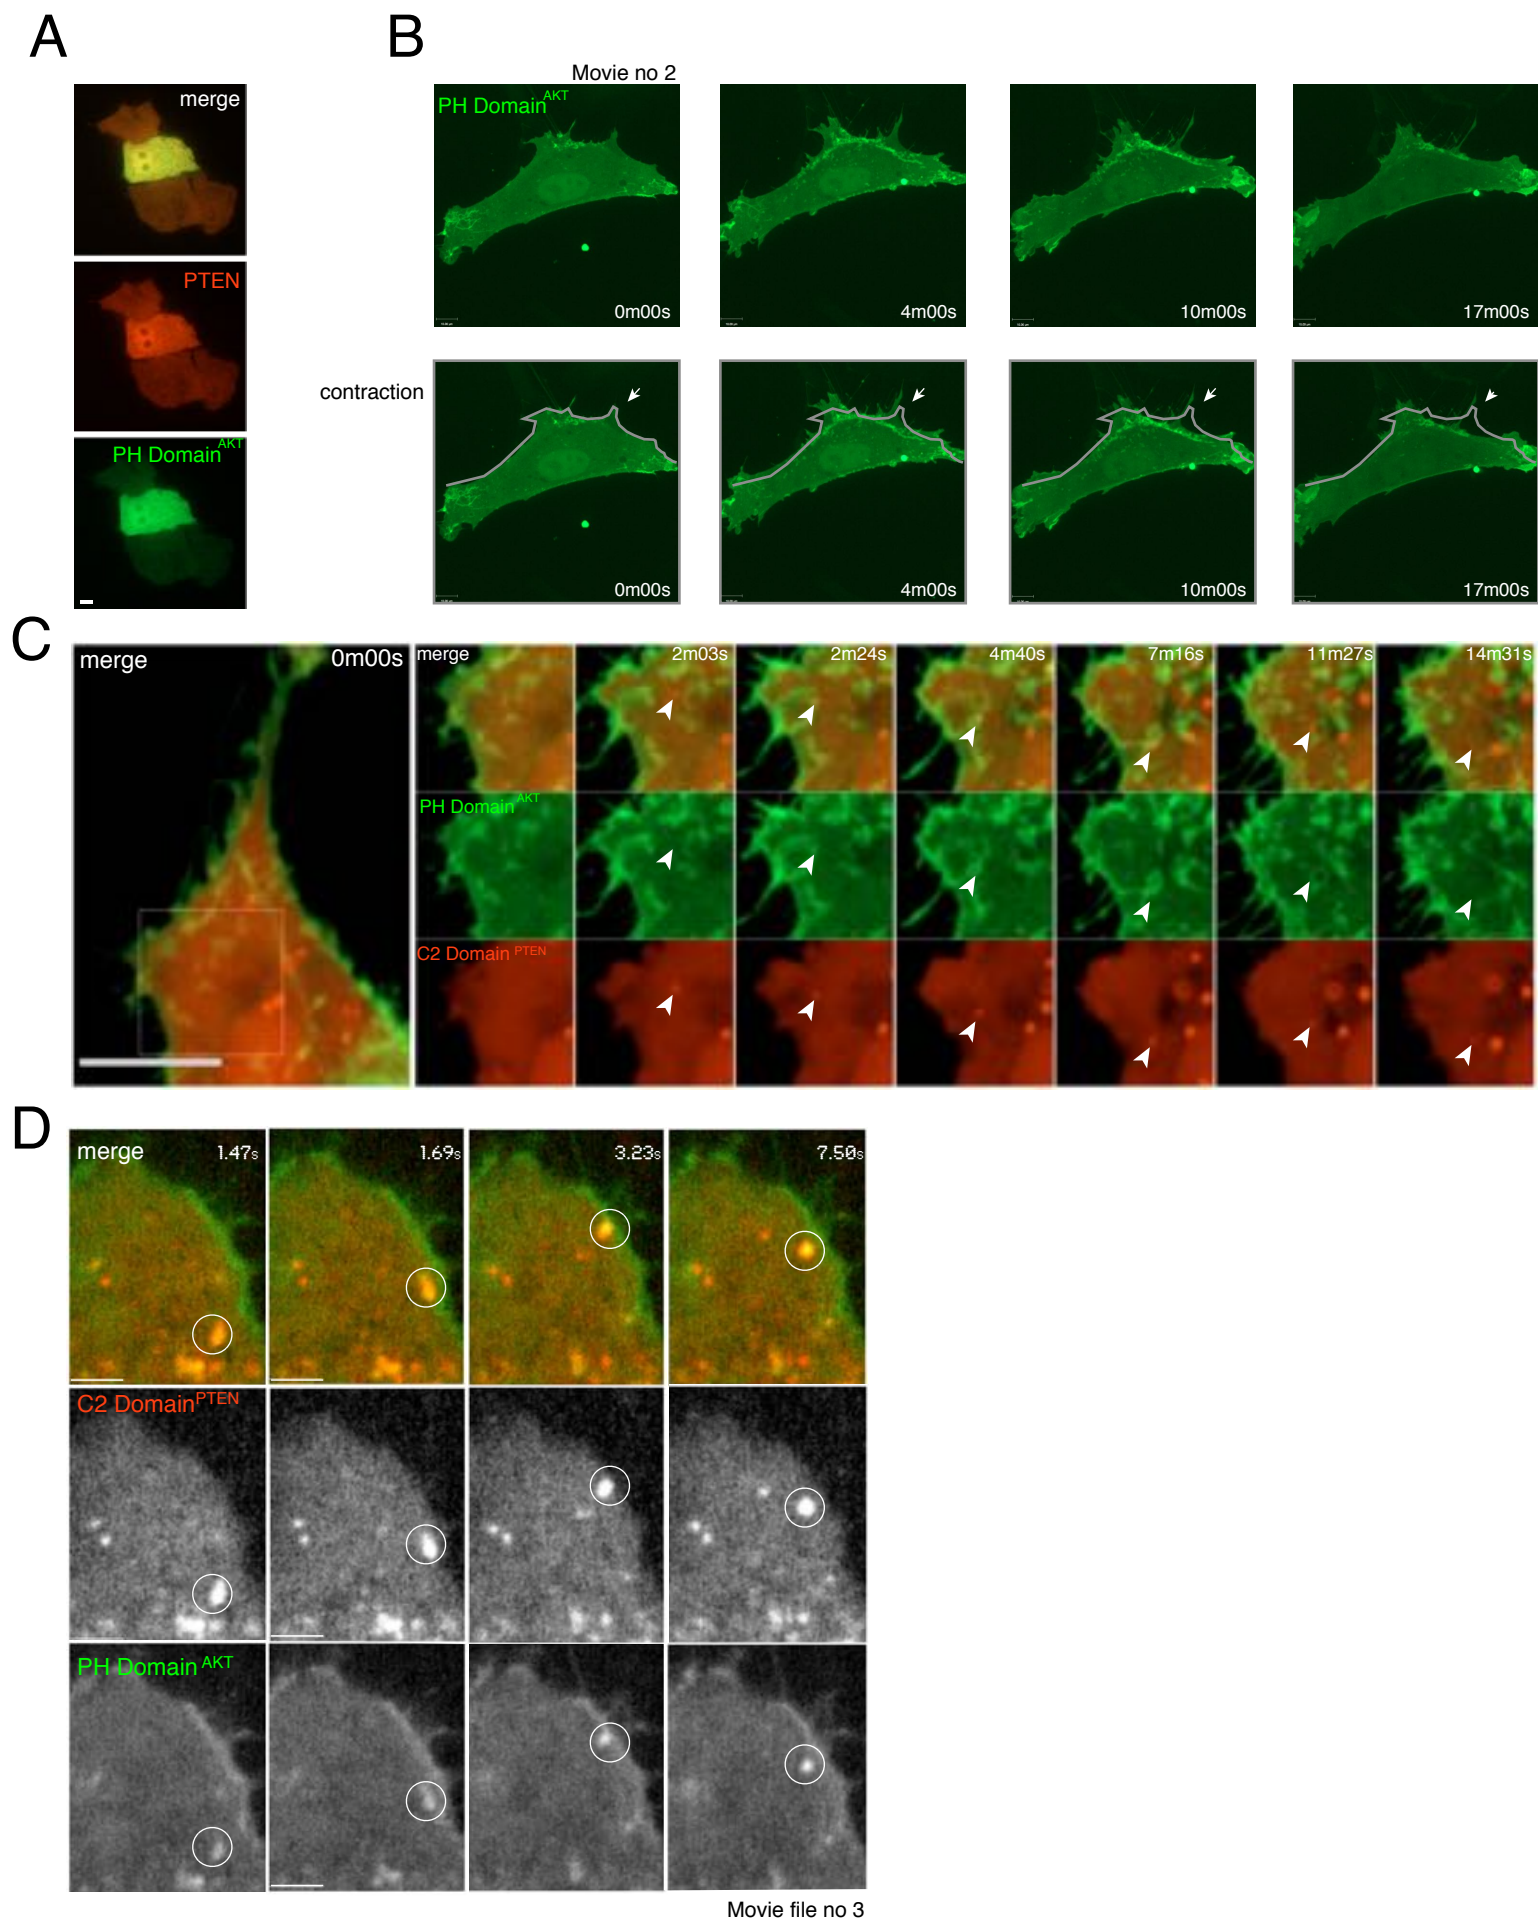 A
merge
PTEN
PH Domain AKT
B
Movie no 2
PH Domain AKT
0m00s
4m00s
10m00s
17m00s
contraction
0m00s
4m00s
10m00s
17m00s
C
merge
0m00s
merge
2m03s
2m24s
4m40s
7m16s
11m27s
14m31s
PH Domain AKT
C2 Domain PTEN
D
merge
1.47s
1.69s
3.23s
7.50s
C2 Domain PTEN
PH Domain AKT
Movie file no 3